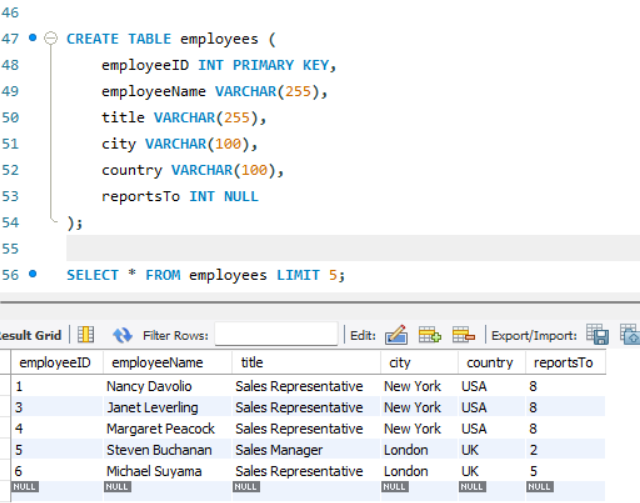 46
47 CREATE TABLE employees (
48 employeeID INT PRIMARY KEY,
49 employeeName VARCHAR(255),
50 title VARCHAR(255),
51 city VARCHAR(100),
52 country VARCHAR(100),
53 reportsTo INT NULL
54 );
55
56 SELECT * FROM employees LIMIT 5;
esult Grid Filter Rows: Edit: Export/Import:
employeeID employeeName title city country reportsTo
1 Nancy Davolio Sales Representative New York USA 8
3 Janet Leverling Sales Representative New York USA 8
4 Margaret Peacock Sales Representative New York USA 8
5 Steven Buchanan Sales Manager London UK 2
6 Michael Suyama Sales Representative London UK 5
NULL NULL NULL NULL NULL NULL